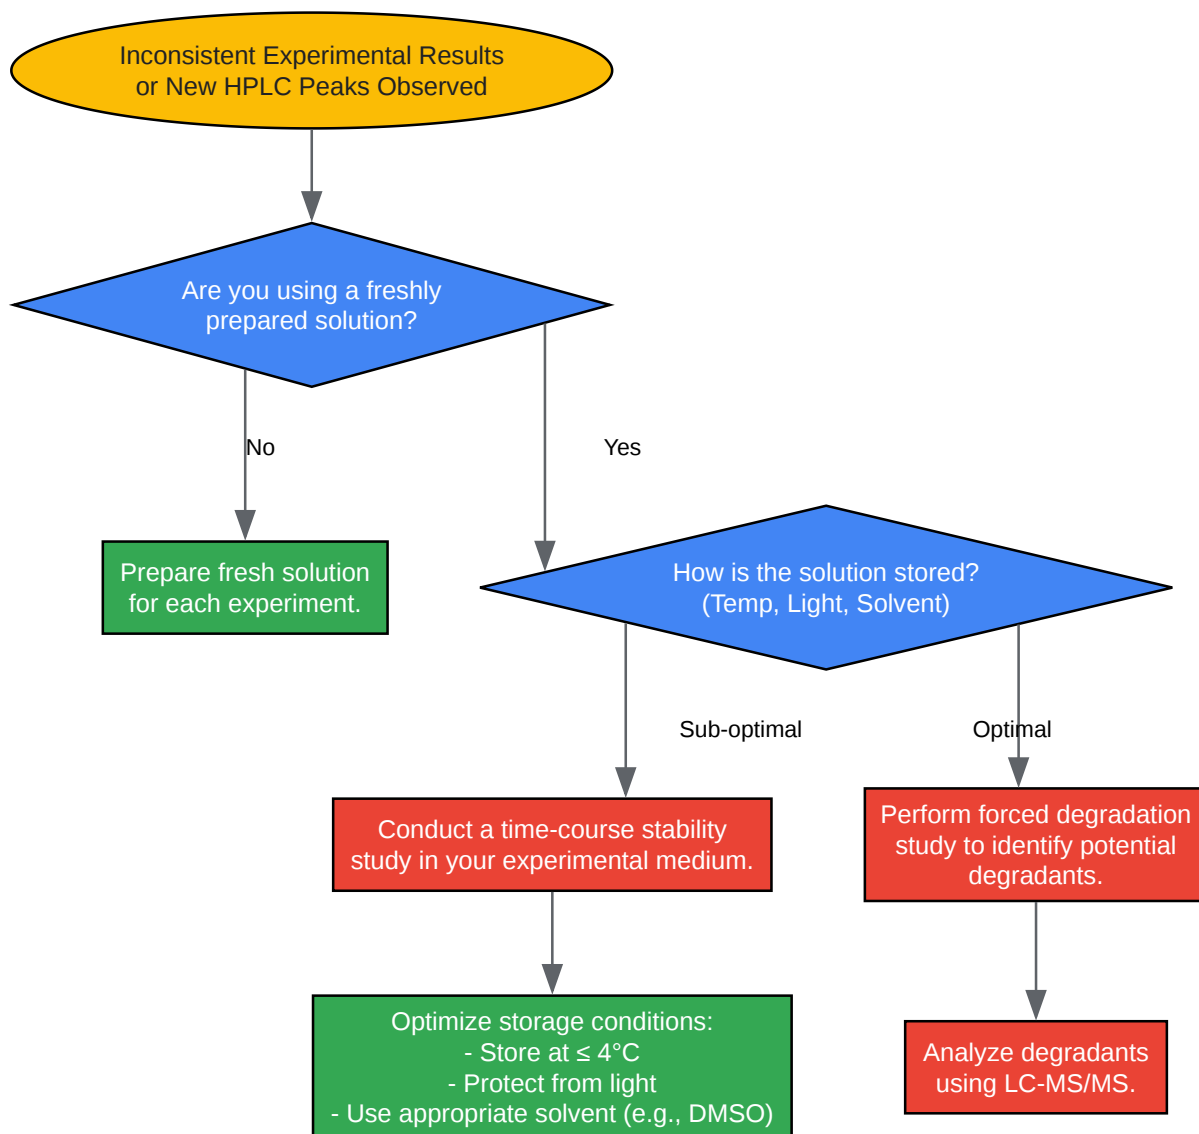 Inconsistent Experimental Results
or New HPLC Peaks Observed
Are you using a freshly
prepared solution?
No
Yes
Prepare fresh solution
for each experiment.
How is the solution stored?
(Temp, Light, Solvent)
Sub-optimal
Optimal
Conduct a time-course stability
study in your experimental medium.
Perform forced degradation
study to identify potential
degradants.
Optimize storage conditions:
- Store at ≤ 4°C
- Protect from light
- Use appropriate solvent (e.g., DMSO)
Analyze degradants
using LC-MS/MS.